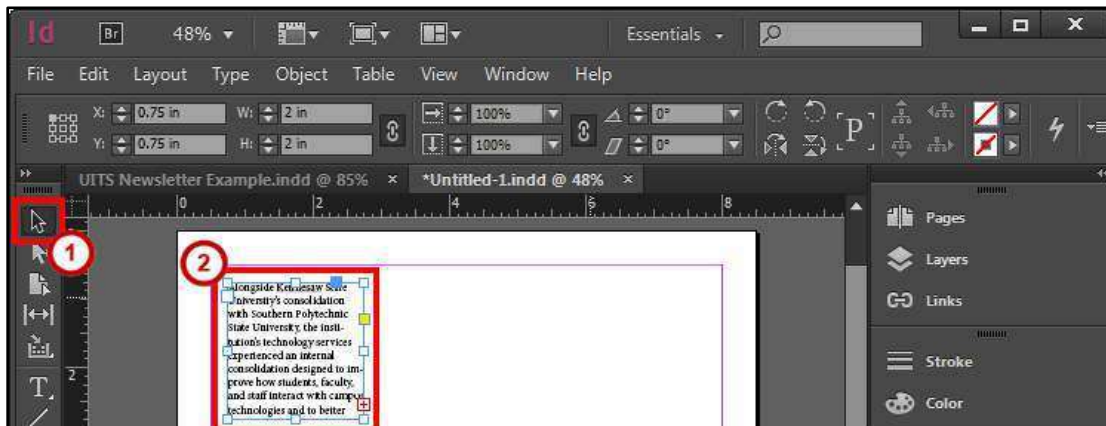 Id Br 48% Essentials
File Edit Layout Type Object Table View Window Help
X: 0.75 in W: 2 in 100% 0°
Y: 0.75 in H: 2 in 100% 0°
P
UITS Newsletter Example.indd @ 85% × *Untitled-1.indd @ 48% ×
0 2 4 6 8
1
2
Pages
Layers
Links
Stroke
Color
T
2
Alongside Kennesaw State
University's consolidation
with Southern Polytechnic
State University, the insti-
tution's technology services
experienced an internal
consolidation designed to im-
prove how students, faculty,
and staff interact with campus
technologies and to better